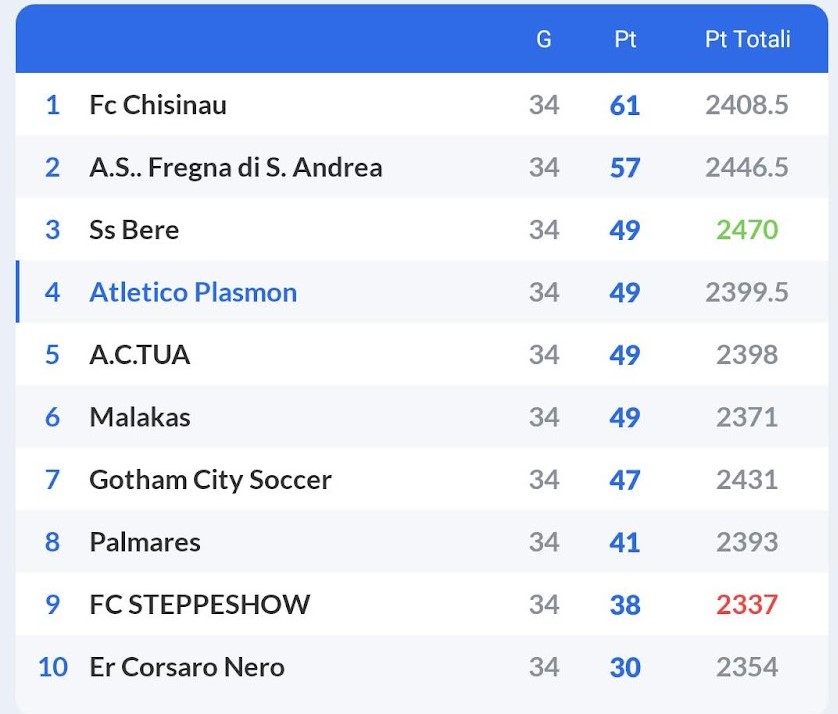 G Pt Pt Totali
1 Fc Chisinau 34 61 2408.5
2 A.S.. Fregna di S. Andrea 34 57 2446.5
3 Ss Bere 34 49 2470
4 Atletico Plasmon 34 49 2399.5
5 A.C.TUA 34 49 2398
6 Malakas 34 49 2371
7 Gotham City Soccer 34 47 2431
8 Palmares 34 41 2393
9 FC STEPPESHOW 34 38 2337
10 Er Corsaro Nero 34 30 2354